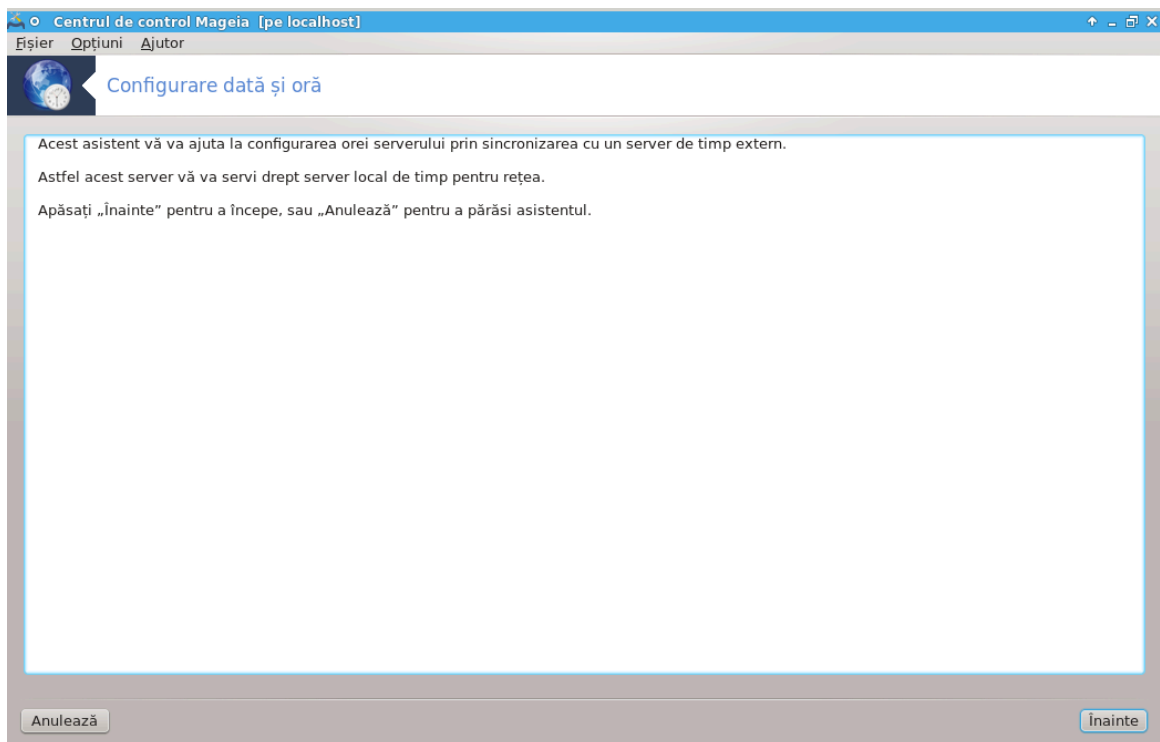 Centrul de control Mageia [pe localhost]
Fișier Opțiuni Ajutor
Configurare dată și oră
Acest asistent vă va ajuta la configurarea orei serverului prin sincronizarea cu un server de timp extern.
Astfel acest server vă va servi drept server local de timp pentru rețea.
Apăsați „Înainte” pentru a începe, sau „Anulează” pentru a părăsi asistentul.
Anulează Înainte